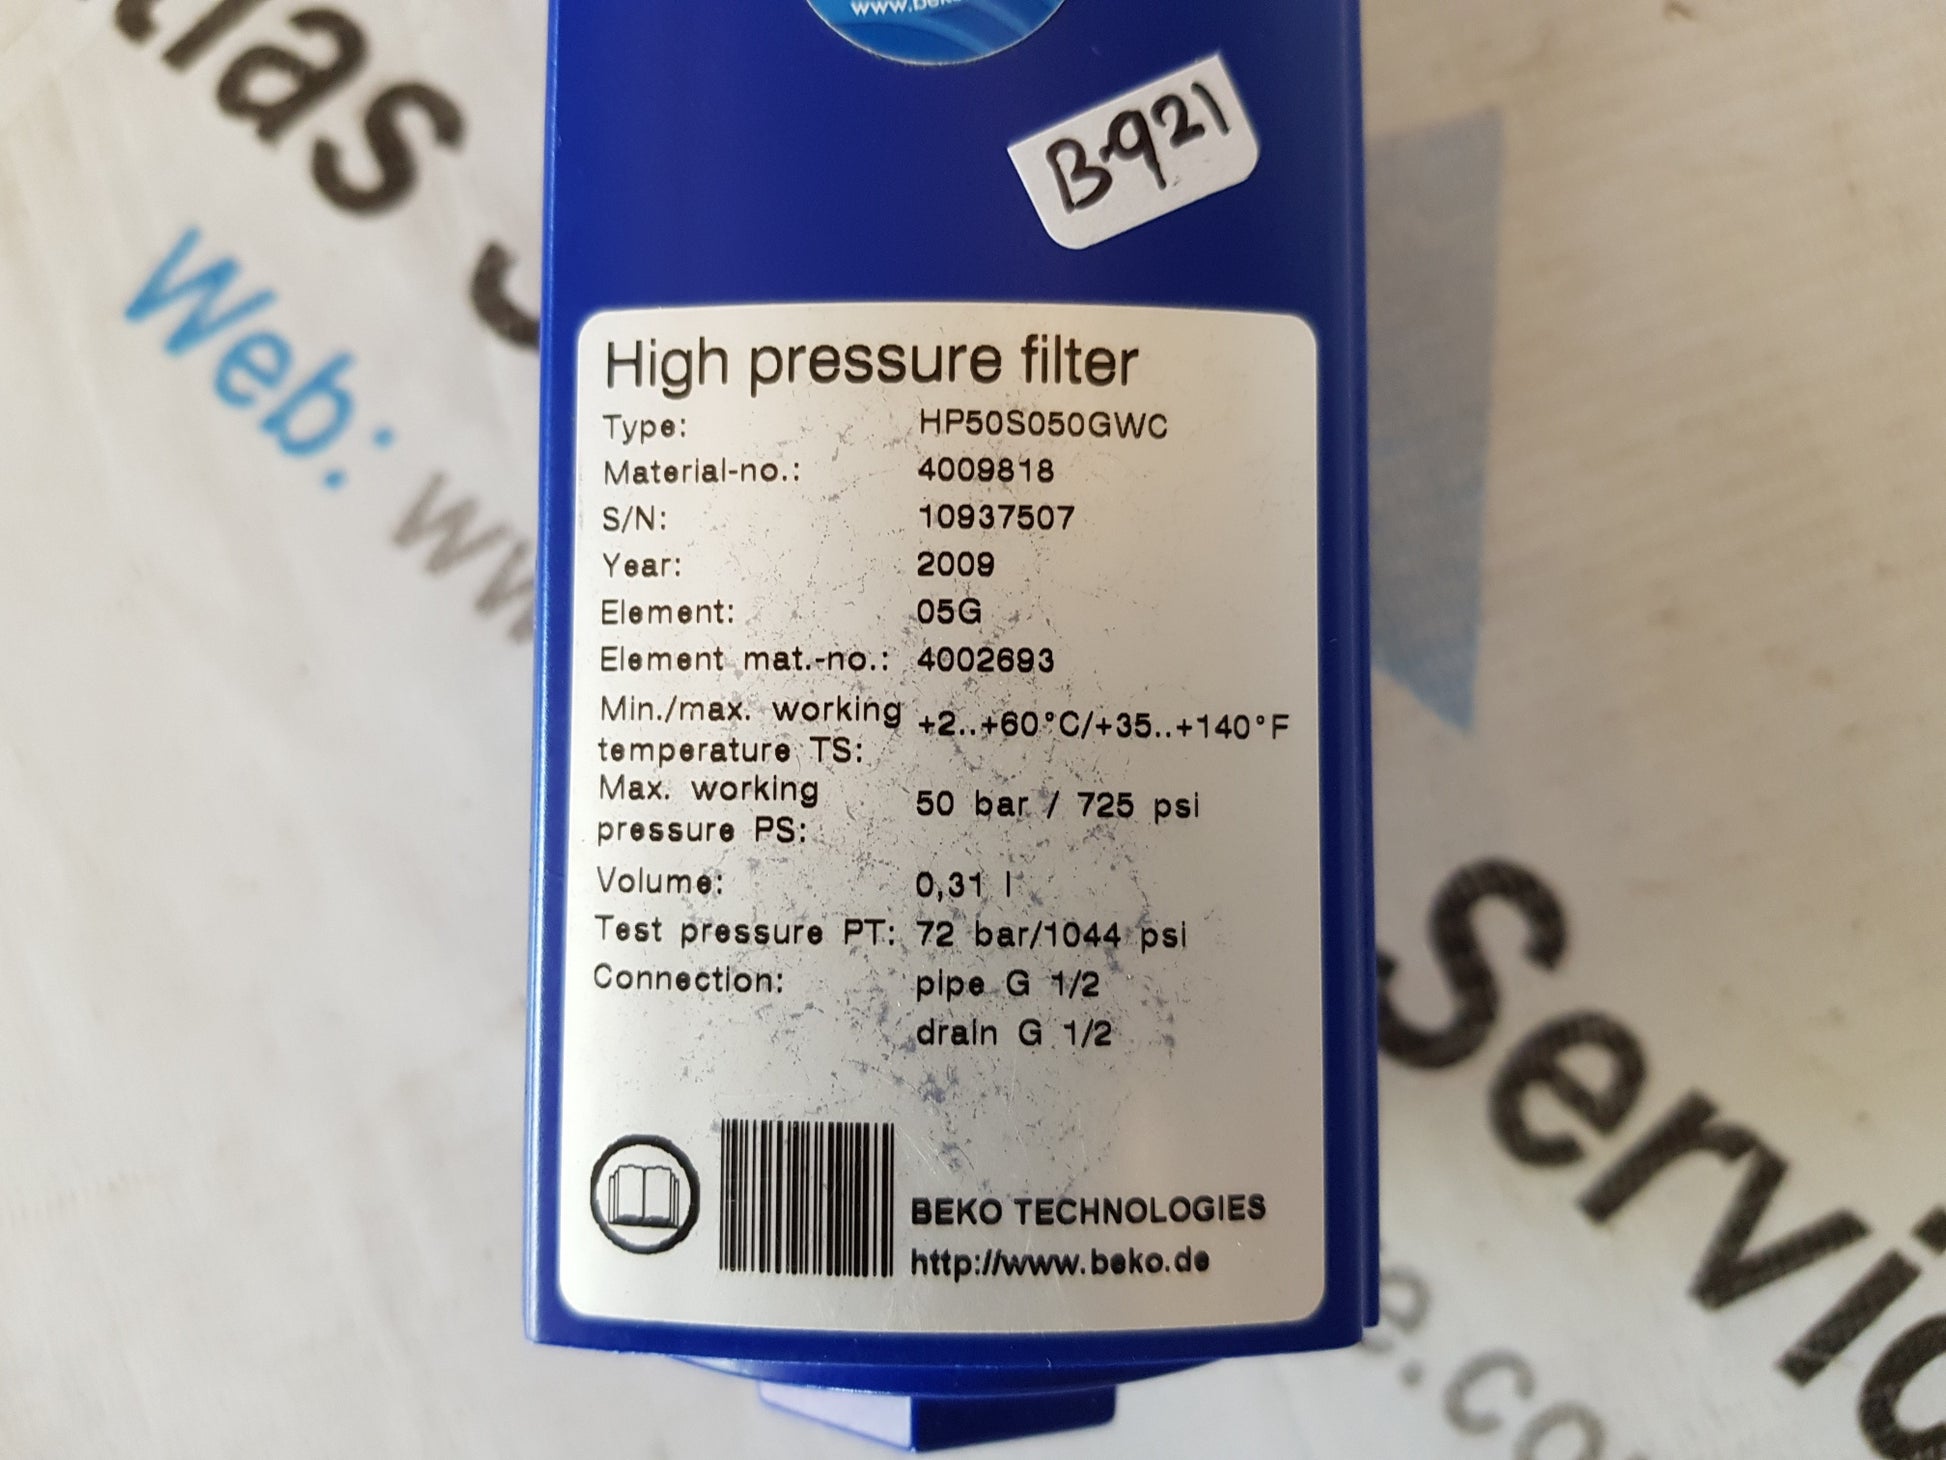 B-921
High pressure filter
Type: HP50S050GWC
Material-no.: 4009818
S/N: 10937507
Year: 2009
Element: 05G
Element mat.-no.: 4002693
Min./max. working temperature TS: +2..+60°C/+35..+140°F
Max. working pressure PS: 50 bar / 725 psi
Volume: 0,31 l
Test pressure PT: 72 bar/1044 psi
Connection: pipe G 1/2
drain G 1/2
BEKO TECHNOLOGIES
http://www.beko.de
Web: